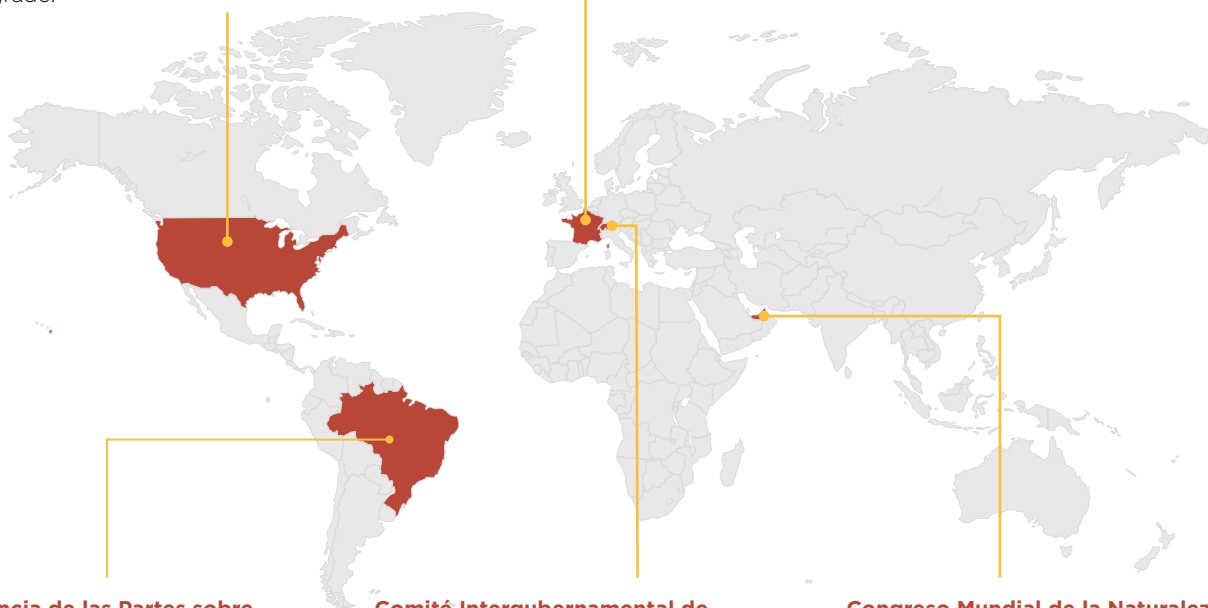 ncia de las Partes sobre
Comité Intergubernamental de
Congreso Mundial de la Naturalez